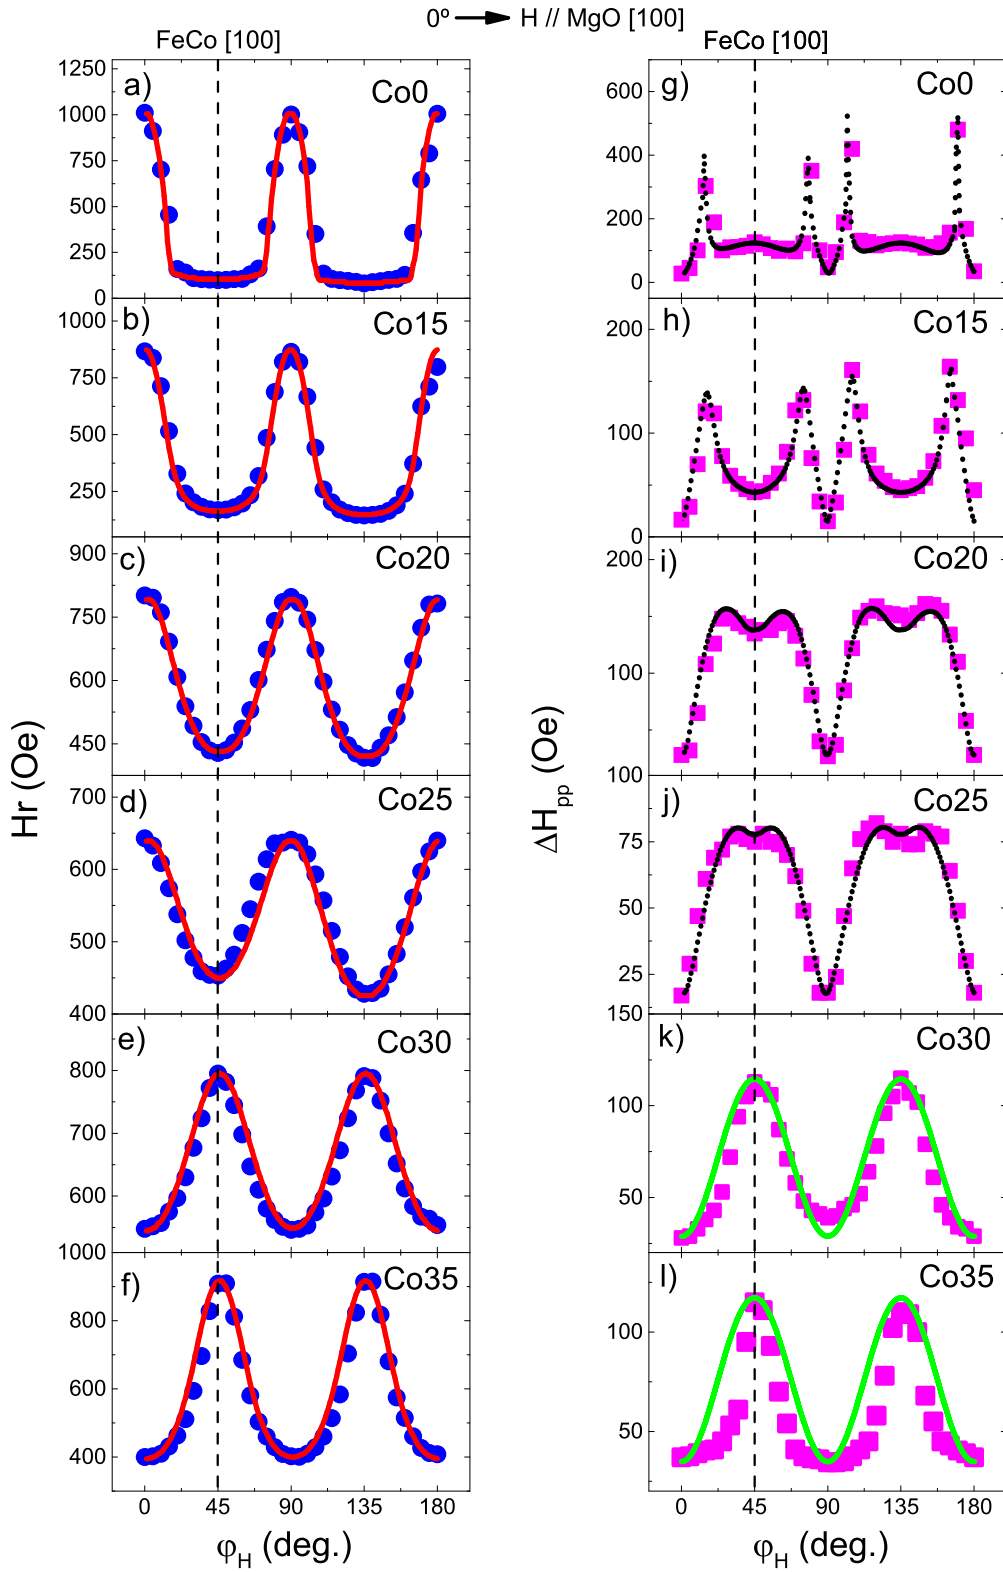 0º → H // MgO [100]
FeCo [100]
FeCo [100]
a) Co0
1250
1000
750
500
250
0
b) Co15
1000
750
500
250
c) Co20
900
750
600
450
d) Co25
700
600
500
400
e) Co30
800
700
600
1000
f) Co35
800
600
400
0 45 90 135 180
φH (deg.)
Hr (Oe)
g) Co0
600
400
200
0
h) Co15
200
100
0
i) Co20
200
100
100
j) Co25
75
50
25
150
k) Co30
100
50
l) Co35
100
50
0 45 90 135 180
φH (deg.)
ΔHpp (Oe)